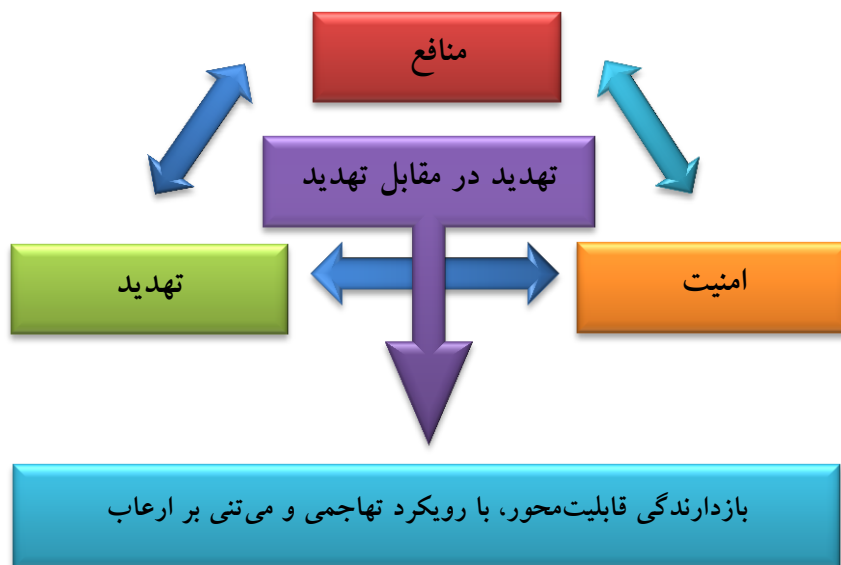 منافع
تهدید در مقابل تهدید
امنیت
تهدید
بازدارندگی قابلیت‌محور، با رویکرد تهاجمی و می‌تنی بر ارعاب